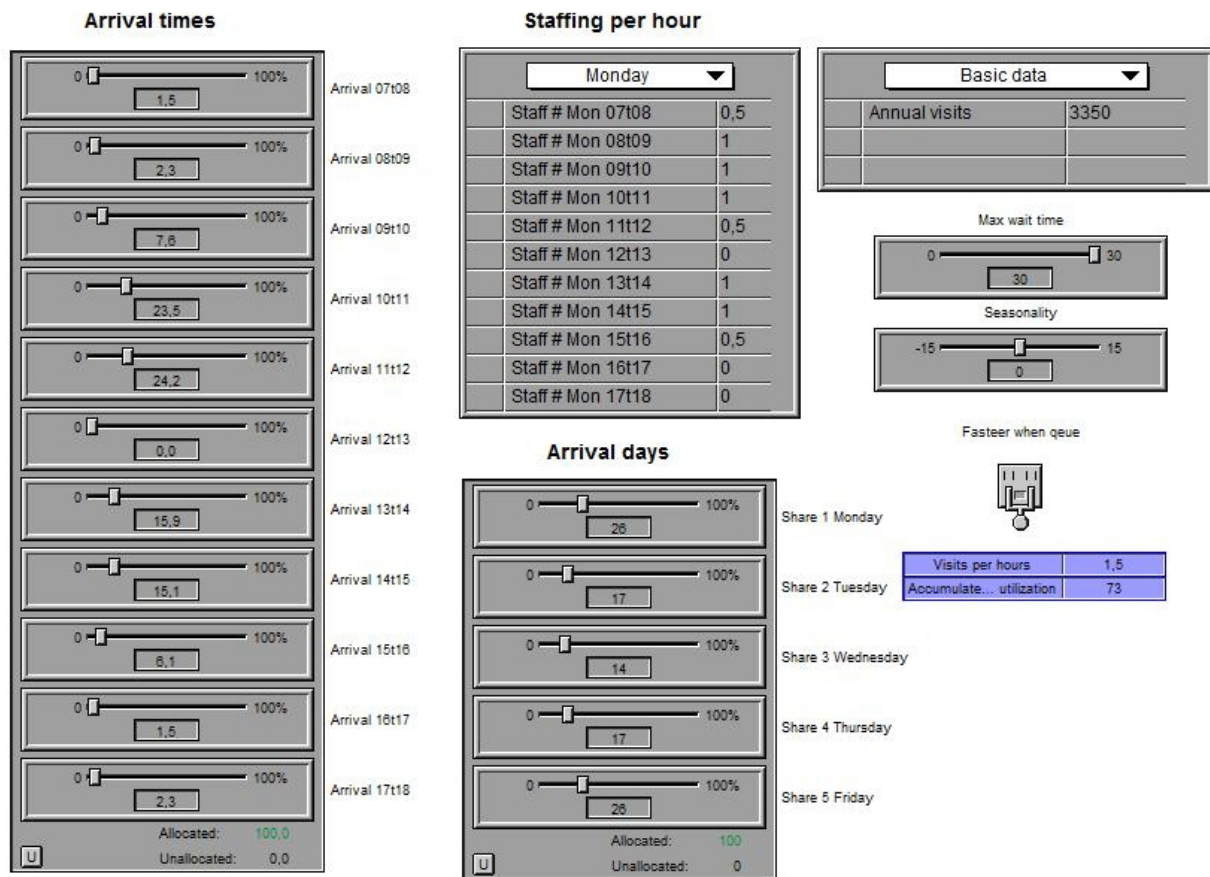 Arrival times
0 100%
1,5
Arrival 07t08
0 100%
2,3
Arrival 08t09
0 100%
7,6
Arrival 09t10
0 100%
23,5
Arrival 10t11
0 100%
24,2
Arrival 11t12
0 100%
0,0
Arrival 12t13
0 100%
15,9
Arrival 13t14
0 100%
15,1
Arrival 14t15
0 100%
6,1
Arrival 15t16
0 100%
1,5
Arrival 16t17
0 100%
2,3
Arrival 17t18
Allocated: 100,0
U Unallocated: 0,0
Staffing per hour
Monday
Staff # Mon 07t08 0,5
Staff # Mon 08t09 1
Staff # Mon 09t10 1
Staff # Mon 10t11 1
Staff # Mon 11t12 0,5
Staff # Mon 12t13 0
Staff # Mon 13t14 1
Staff # Mon 14t15 1
Staff # Mon 15t16 0,5
Staff # Mon 16t17 0
Staff # Mon 17t18 0
Basic data
Annual visits 3350
Max wait time
0 30
30
Seasonality
-15 15
0
Fasteer when qeue
Visits per hours 1,5
Accumulate... utilization 73
Arrival days
0 100%
26
Share 1 Monday
0 100%
17
Share 2 Tuesday
0 100%
14
Share 3 Wednesday
0 100%
17
Share 4 Thursday
0 100%
26
Share 5 Friday
Allocated: 100
U Unallocated: 0